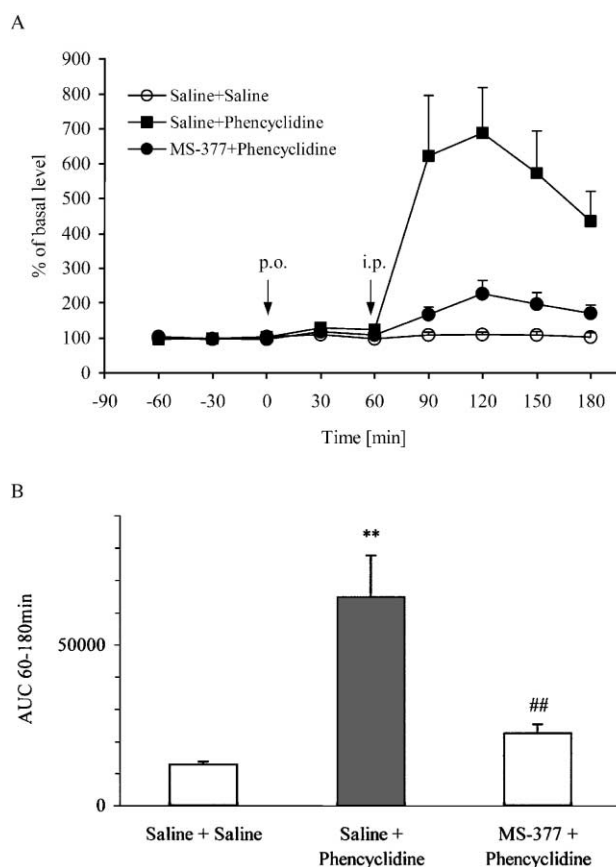 A
900
800
700
600
500
400
300
200
100
0
% of basal level
Saline+Saline
Saline+Phencyclidine
MS-377+Phencyclidine
p.o.
i.p.
-90 -60 -30 0 30 60 90 120 150 180
Time [min]
B
AUC 60-180min
50000
0
**
##
Saline + Saline
Saline + Phencyclidine
MS-377 + Phencyclidine